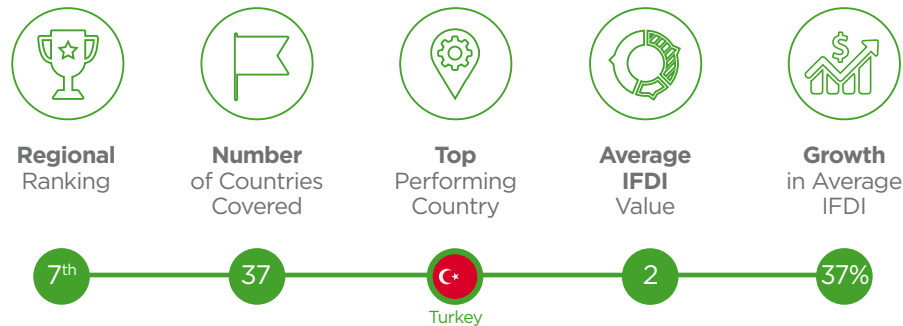 $
Regional
Ranking
Number
of Countries
Covered
Top
Performing
Country
Average
IFDI
Value
Growth
in Average
IFDI
7th
37
2
37%
Turkey